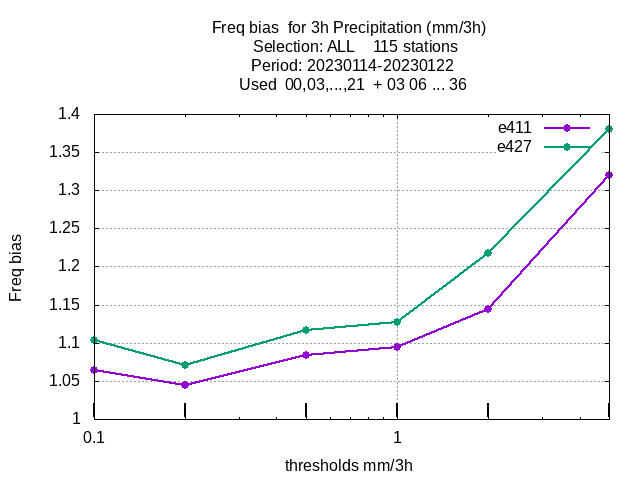 Freq bias  for 3h Precipitation (mm/3h)
Selection: ALL    115 stations
Period: 20230114-20230122
Used  00,03,...,21  + 03 06 ... 36
e411
e427
1.4
1.35
1.3
1.25
1.2
1.15
1.1
1.05
1
Freq bias
0.1
1
thresholds mm/3h